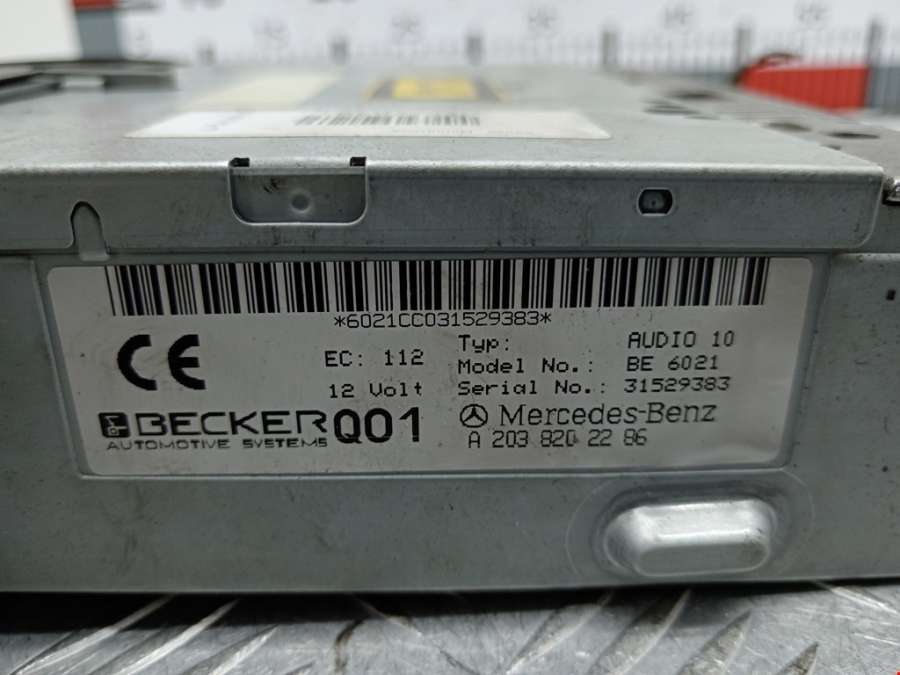 *6021CC031529383*
CE
EC: 112
12 Volt
Typ: AUDIO 10
Model No.: BE 6021
Serial No.: 31529383
BECKER Q01
AUTOMOTIVE SYSTEMS
Mercedes-Benz
A 203 820 22 86